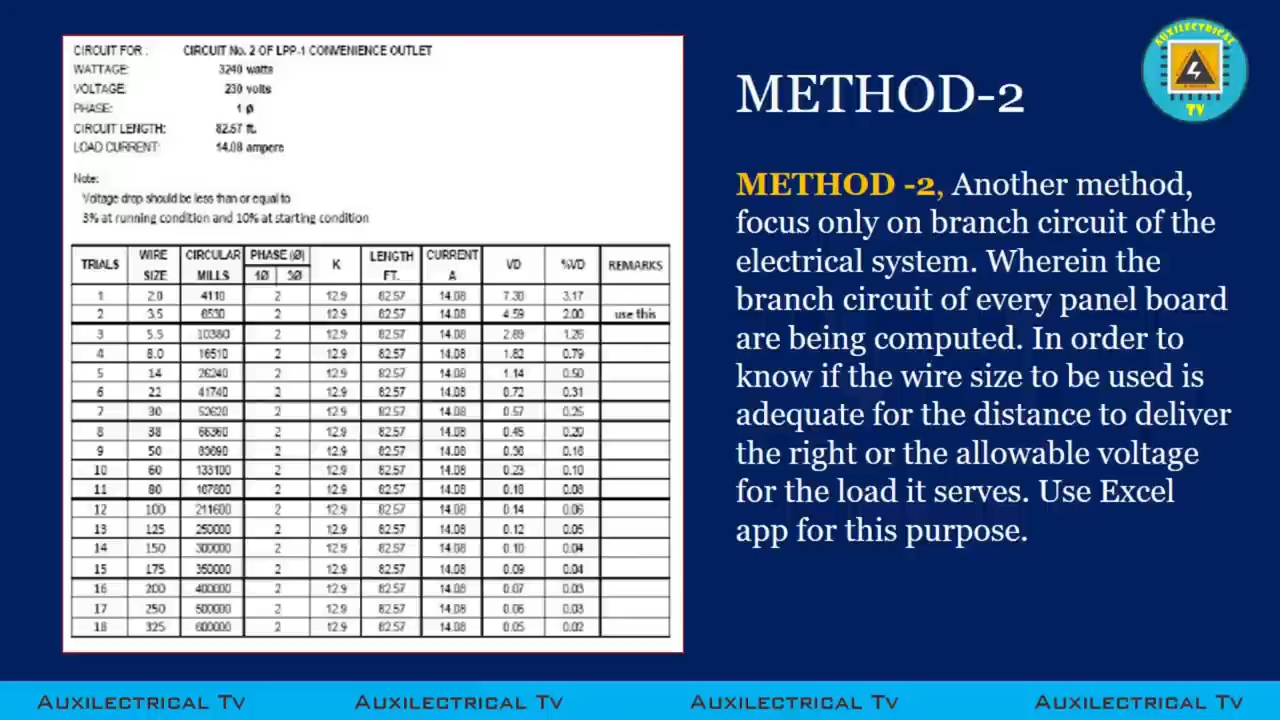 CIRCUIT FOR : CIRCUIT No. 2 OF LPP-1 CONVENIENCE OUTLET
WATTAGE: 3240 watts
VOLTAGE: 230 volts
PHASE: 1 Ø
CIRCUIT LENGTH: 82.57 ft.
LOAD CURRENT: 14.08 ampere
Note:
Voltage drop should be less than or equal to
3% at running condition and 10% at starting condition
TRIALS WIRE SIZE CIRCULAR MILLS PHASE (Ø) 1Ø 3Ø K LENGTH FT. CURRENT A VD %VD REMARKS
1 2.0 4110 2 12.9 82.57 14.08 7.30 3.17
2 3.5 6530 2 12.9 82.57 14.08 4.59 2.00 use this
3 5.5 10380 2 12.9 82.57 14.08 2.89 1.26
4 8.0 16510 2 12.9 82.57 14.08 1.82 0.79
5 14 26240 2 12.9 82.57 14.08 1.14 0.50
6 22 41740 2 12.9 82.57 14.08 0.72 0.31
7 30 52620 2 12.9 82.57 14.08 0.57 0.25
8 38 66360 2 12.9 82.57 14.08 0.45 0.20
9 50 83690 2 12.9 82.57 14.08 0.36 0.16
10 60 133100 2 12.9 82.57 14.08 0.23 0.10
11 80 167800 2 12.9 82.57 14.08 0.18 0.08
12 100 211600 2 12.9 82.57 14.08 0.14 0.06
13 125 250000 2 12.9 82.57 14.08 0.12 0.05
14 150 300000 2 12.9 82.57 14.08 0.10 0.04
15 175 350000 2 12.9 82.57 14.08 0.09 0.04
16 200 400000 2 12.9 82.57 14.08 0.07 0.03
17 250 500000 2 12.9 82.57 14.08 0.06 0.03
18 325 600000 2 12.9 82.57 14.08 0.05 0.02
AUXILECTRICAL
TV
METHOD-2
METHOD -2, Another method,
focus only on branch circuit of the
electrical system. Wherein the
branch circuit of every panel board
are being computed. In order to
know if the wire size to be used is
adequate for the distance to deliver
the right or the allowable voltage
for the load it serves. Use Excel
app for this purpose.
AUXILECTRICAL TV AUXILECTRICAL TV AUXILECTRICAL TV AUXILECTRICAL TV